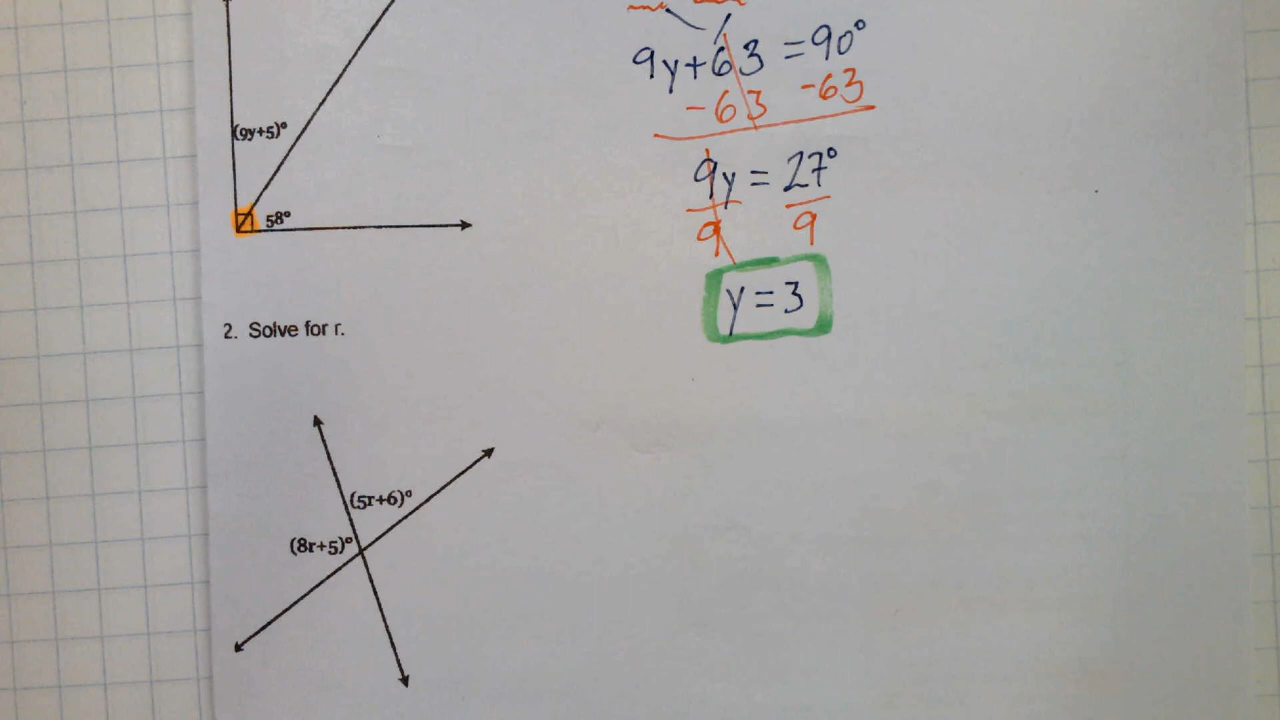 9y+63 = 90°
-63 -63
(9y+5)°
9y = 27°
9 9
58°
y = 3
2. Solve for r.
(5r+6)°
(8r+5)°